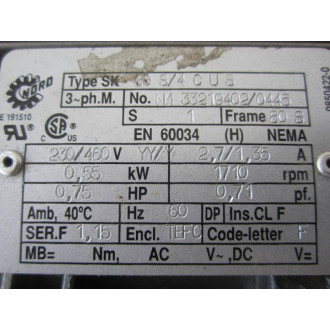 NORD
Type SK 80 S/4 CUS
3~ph.M. No. N1 33219402/0445
S 1 Frame 80 S
E 191510
EN 60034 (H) NEMA
230/460 V YY/Y 2,7/1,35 A
0,55 kW 1710 rpm
0,75 HP 0,71 pf.
Amb, 40°C Hz 60 DP Ins.CL F
SER.F 1,15 Encl. TEFC Code-letter F
MB= Nm, AC V~,DC V=